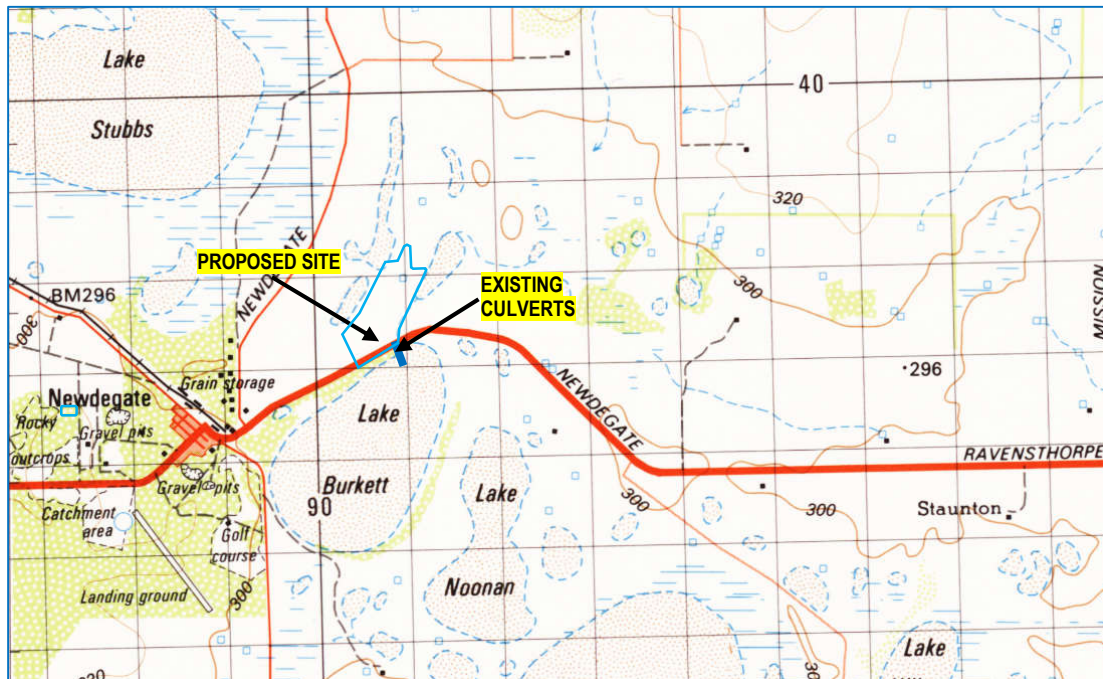 Lake
Stubbs
40
320
NEWDEGATE
PROPOSED SITE
EXISTING
CULVERTS
300
MISSION
BM296
300
Grain storage
296
Newdegate
Rocky
outcrops
Gravel pits
Lake
Burkett
NEWDEGATE
RAVENSTHORPE
Gravel pits
90
Lake
Noonan
300
300
Staunton
Catchment
area
Golf
course
Landing ground
300
Lake